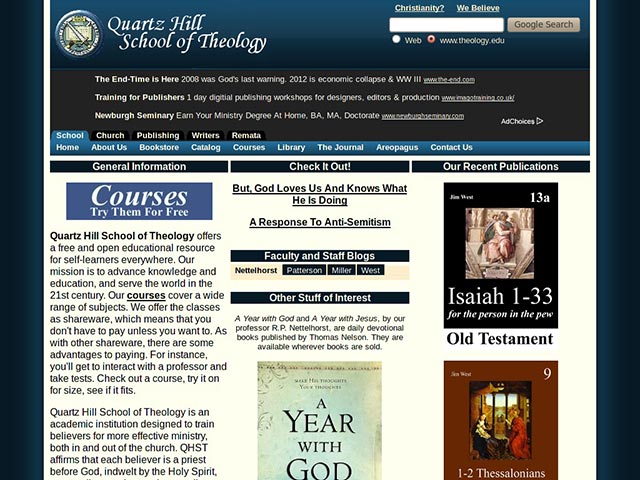 Quartz Hill
School of Theology
Christianity? We Believe
Google Search
Web www.theology.edu
The End-Time is Here 2008 was God's last warning. 2012 is economic collapse & WW III www.the-end.com
Training for Publishers 1 day digitial publishing workshops for designers, editors & production www.imagotraining.co.uk/
Newburgh Seminary Earn Your Ministry Degree At Home, BA, MA, Doctorate www.newburghseminary.com
AdChoices
School Church Publishing Writers Remata
Home About Us Bookstore Catalog Courses Library The Journal Areopagus Contact Us
General Information
Courses
Try Them For Free
Quartz Hill School of Theology offers
a free and open educational resource
for self-learners everywhere. Our
mission is to advance knowledge and
education, and serve the world in the
21st century. Our courses cover a wide
range of subjects. We offer the classes
as shareware, which means that you
don't have to pay unless you want to. As
with other shareware, there are some
advantages to paying. For instance,
you'll get to interact with a professor and
take tests. Check out a course, try it on
for size, see if it fits.
Quartz Hill School of Theology is an
academic institution designed to train
believers for more effective ministry,
both in and out of the church. QHST
affirms that each believer is a priest
before God, indwelt by the Holy Spirit,
Check It Out!
But, God Loves Us And Knows What
He Is Doing
A Response To Anti-Semitism
Faculty and Staff Blogs
Nettelhorst Patterson Miller West
Other Stuff of Interest
A Year with God and A Year with Jesus, by our
professor R.P. Nettelhorst, are daily devotional
books published by Thomas Nelson. They are
available wherever books are sold.
MAKE HIS THOUGHTS
YOUR THOUGHTS
A
YEAR
WITH
GOD
Our Recent Publications
Jim West 13a
Isaiah 1-33
for the person in the pew
Old Testament
Jim West 9
1-2 Thessalonians